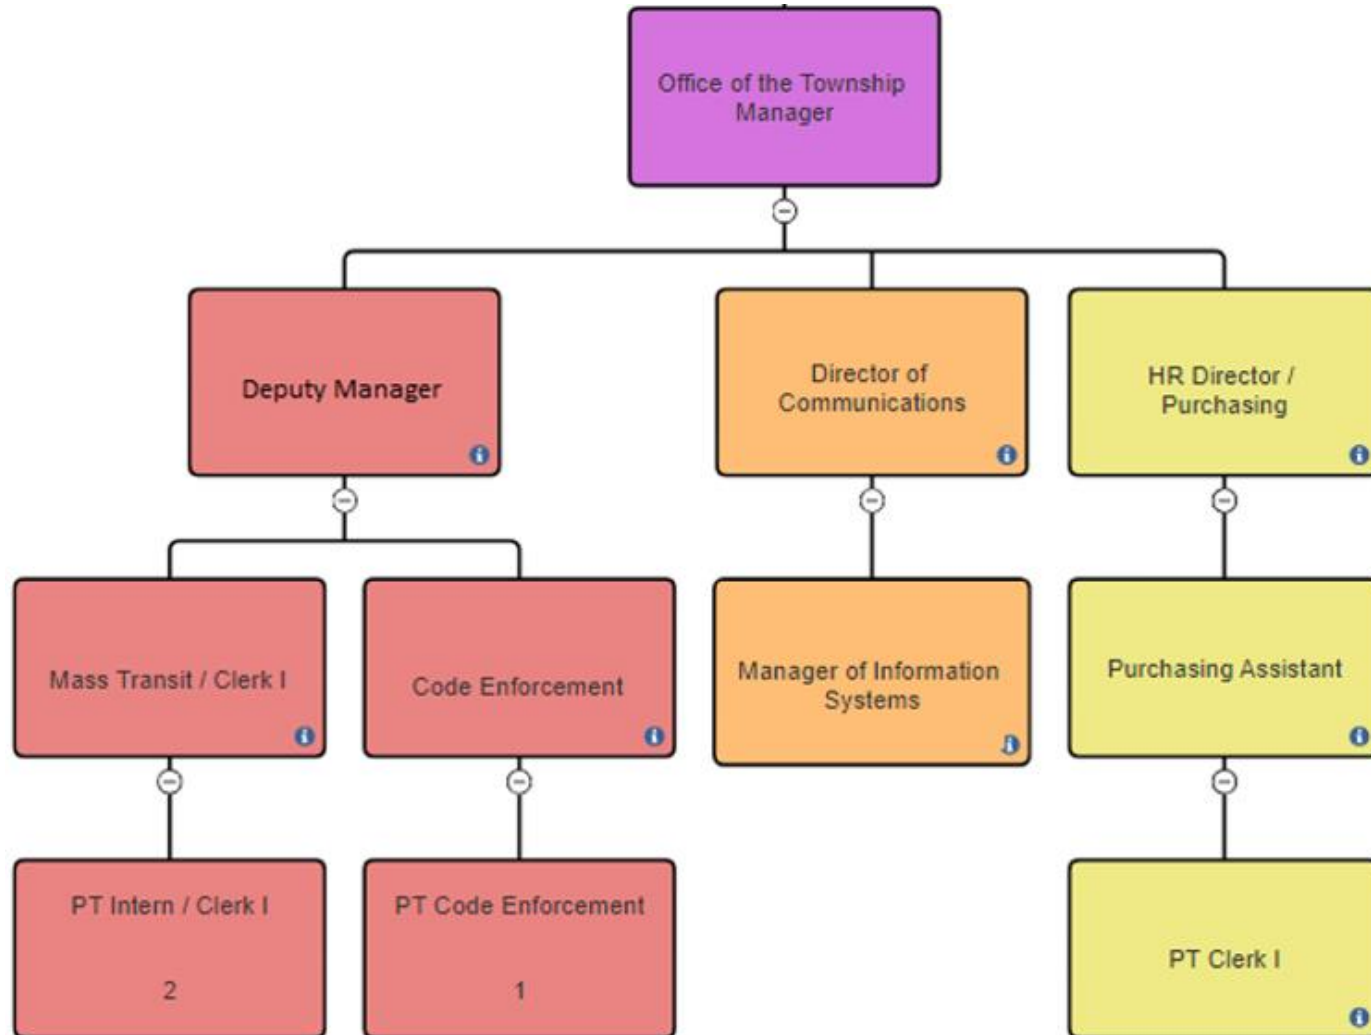 Office of the Township
Manager
Deputy Manager
Director of
Communications
HR Director /
Purchasing
Mass Transit / Clerk I
Code Enforcement
Manager of Information
Systems
Purchasing Assistant
PT Intern / Clerk I
2
PT Code Enforcement
1
PT Clerk I